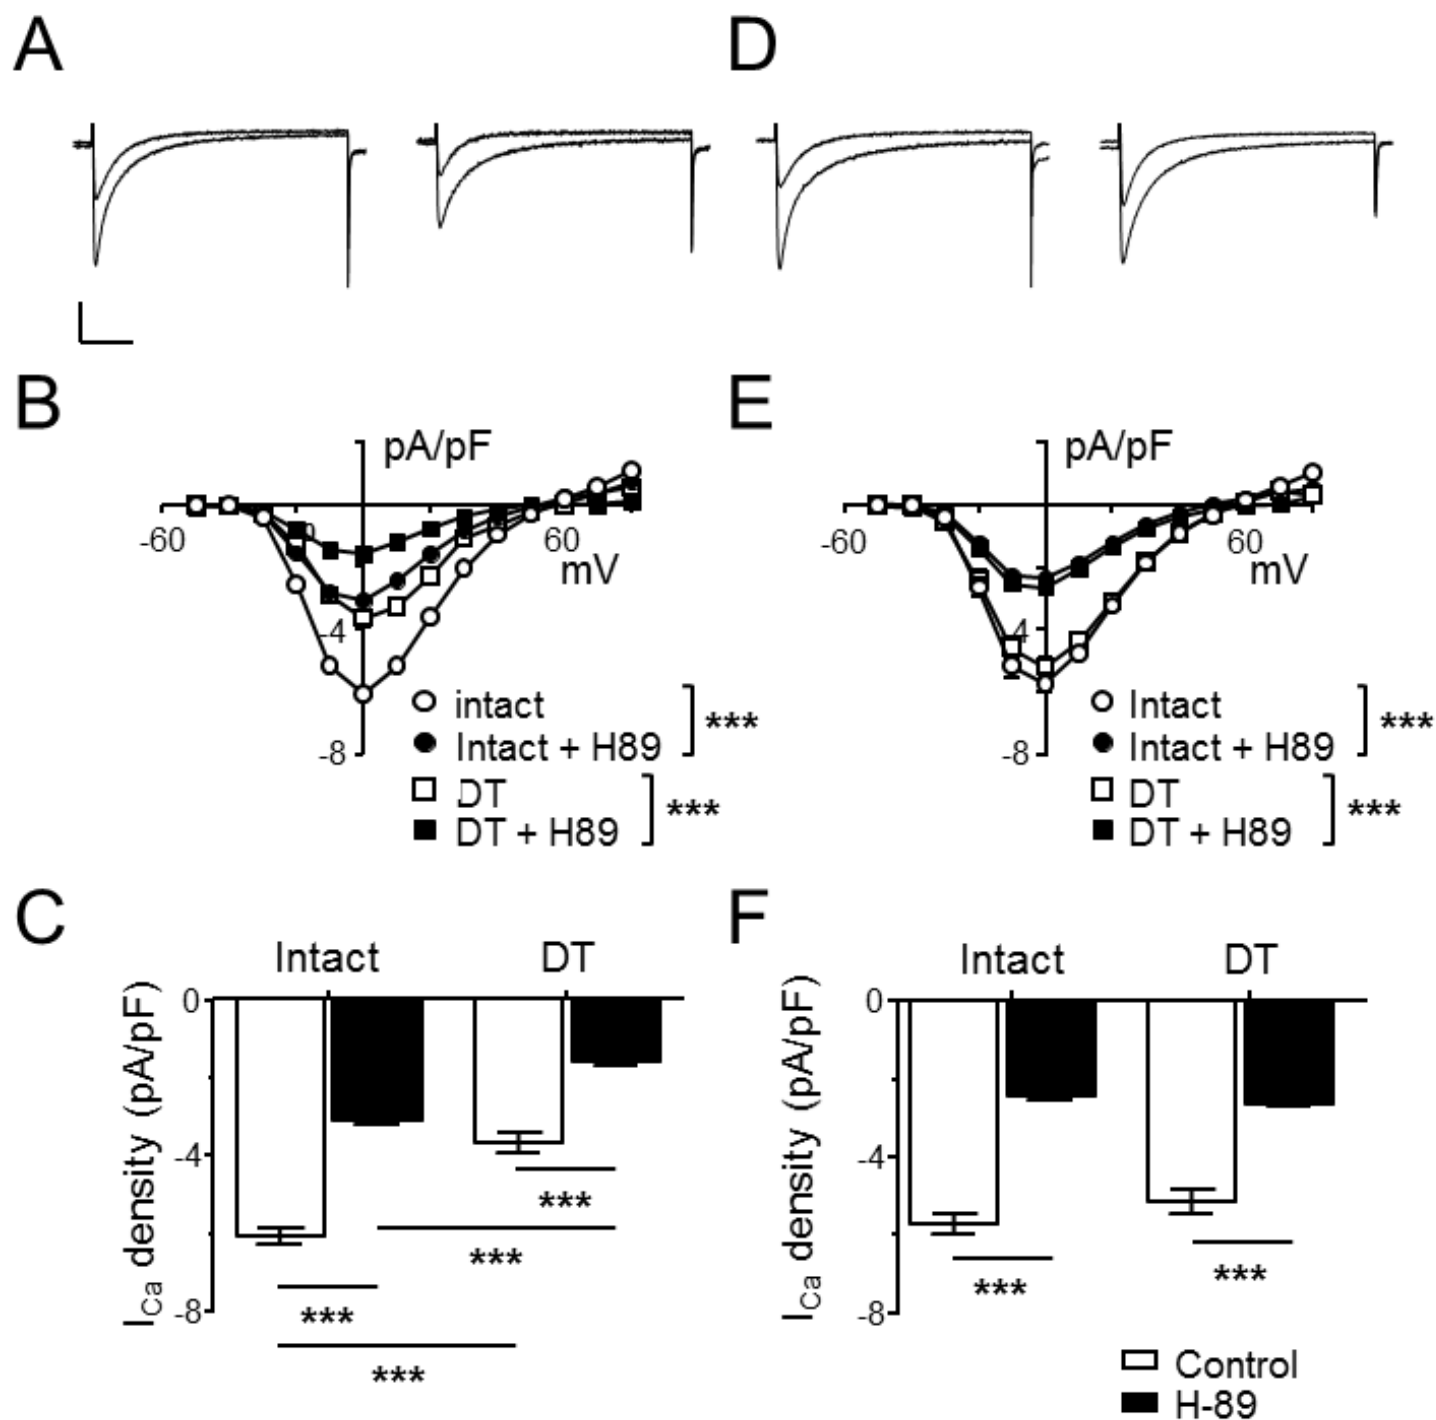 A
D
B
E
pA/pF
pA/pF
-60
60
mV
-60
60
mV
-4
4
-8
-8
intact
Intact + H89
***
DT
DT + H89
***
Intact
Intact + H89
***
DT
DT + H89
***
C
F
Intact
DT
Intact
DT
0
-4
-8
ICa density (pA/pF)
***
***
***
***
0
-4
-8
ICa density (pA/pF)
***
***
Control
H-89